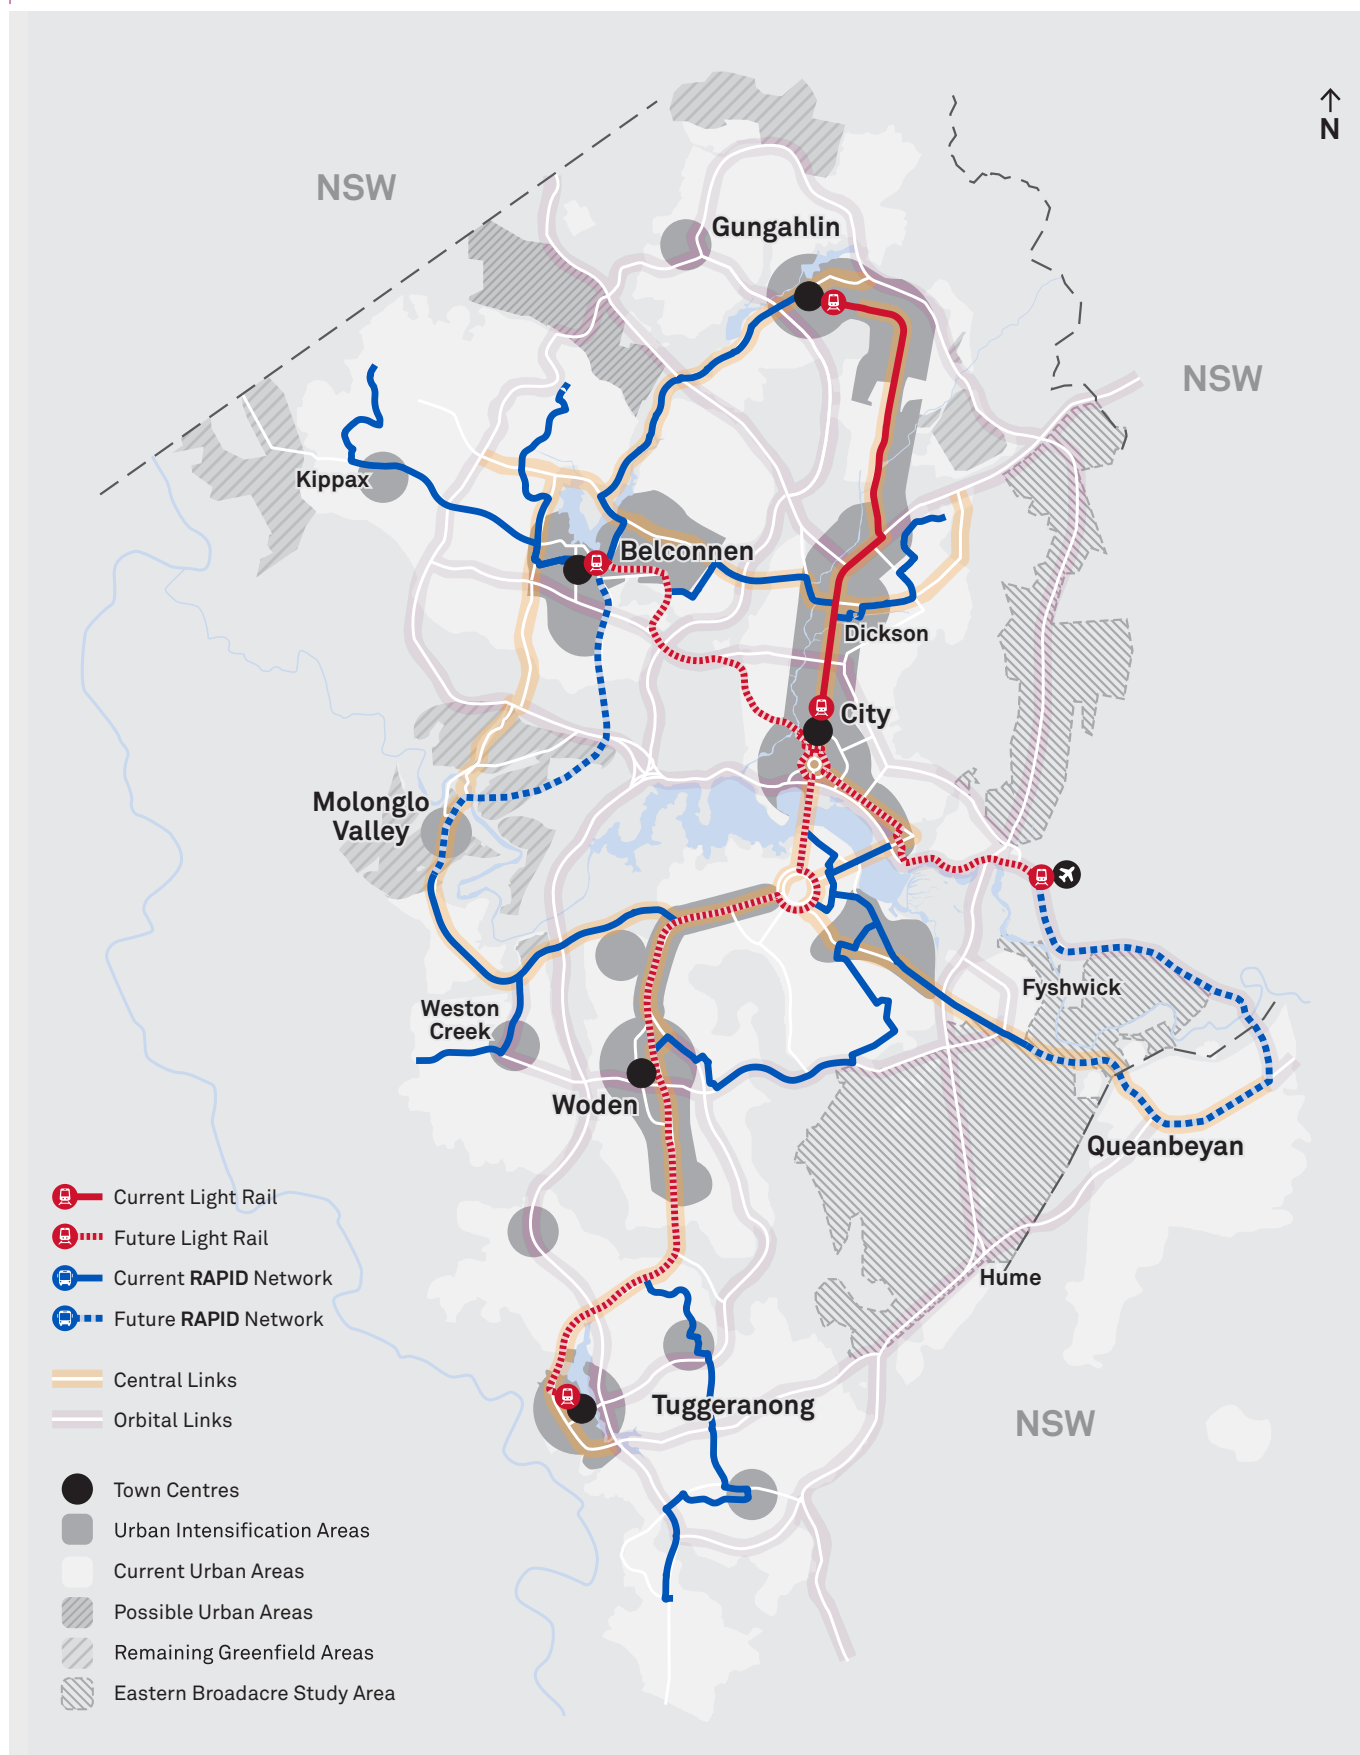 N
NSW
Gungahlin
NSW
Kippax
Belconnen
Dickson
City
Molonglo
Valley
Fyshwick
Weston
Creek
Woden
Queanbeyan
Hume
Tuggeranong
NSW
Current Light Rail
Future Light Rail
Current RAPID Network
Future RAPID Network
Central Links
Orbital Links
Town Centres
Urban Intensification Areas
Current Urban Areas
Possible Urban Areas
Remaining Greenfield Areas
Eastern Broadacre Study Area